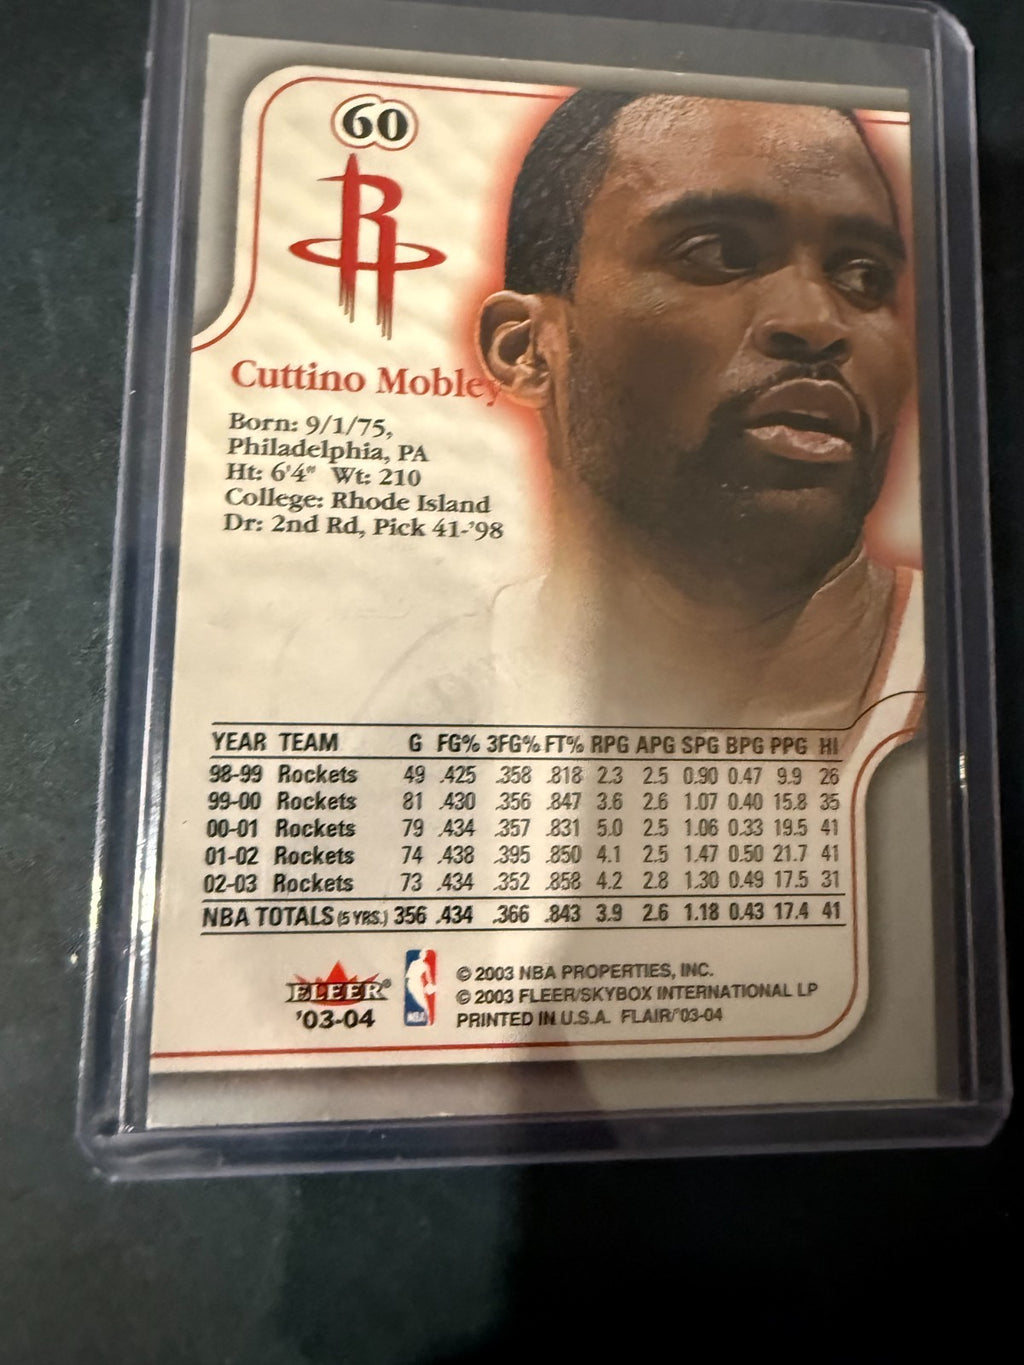 60
R
Cuttino Mobley
Born: 9/1/75,
Philadelphia, PA
Ht: 6'4" Wt: 210
College: Rhode Island
Dr: 2nd Rd, Pick 41-'98
YEAR TEAM G FG% 3FG% FT% RPG APG SPG BPG PPG HI
98-99 Rockets 49 .425 .358 .818 2.3 2.5 0.90 0.47 9.9 26
99-00 Rockets 81 .430 .356 .847 3.6 2.6 1.07 0.40 15.8 35
00-01 Rockets 79 .434 .357 .831 5.0 2.5 1.06 0.33 19.5 41
01-02 Rockets 74 .438 .395 .850 4.1 2.5 1.47 0.50 21.7 41
02-03 Rockets 73 .434 .352 .858 4.2 2.8 1.30 0.49 17.5 31
NBA TOTALS (5 YRS.) 356 .434 .366 .843 3.9 2.6 1.18 0.43 17.4 41
FLEER®
'03-04
NBA
© 2003 NBA PROPERTIES, INC.
© 2003 FLEER/SKYBOX INTERNATIONAL LP
PRINTED IN U.S.A. FLAIR/'03-04